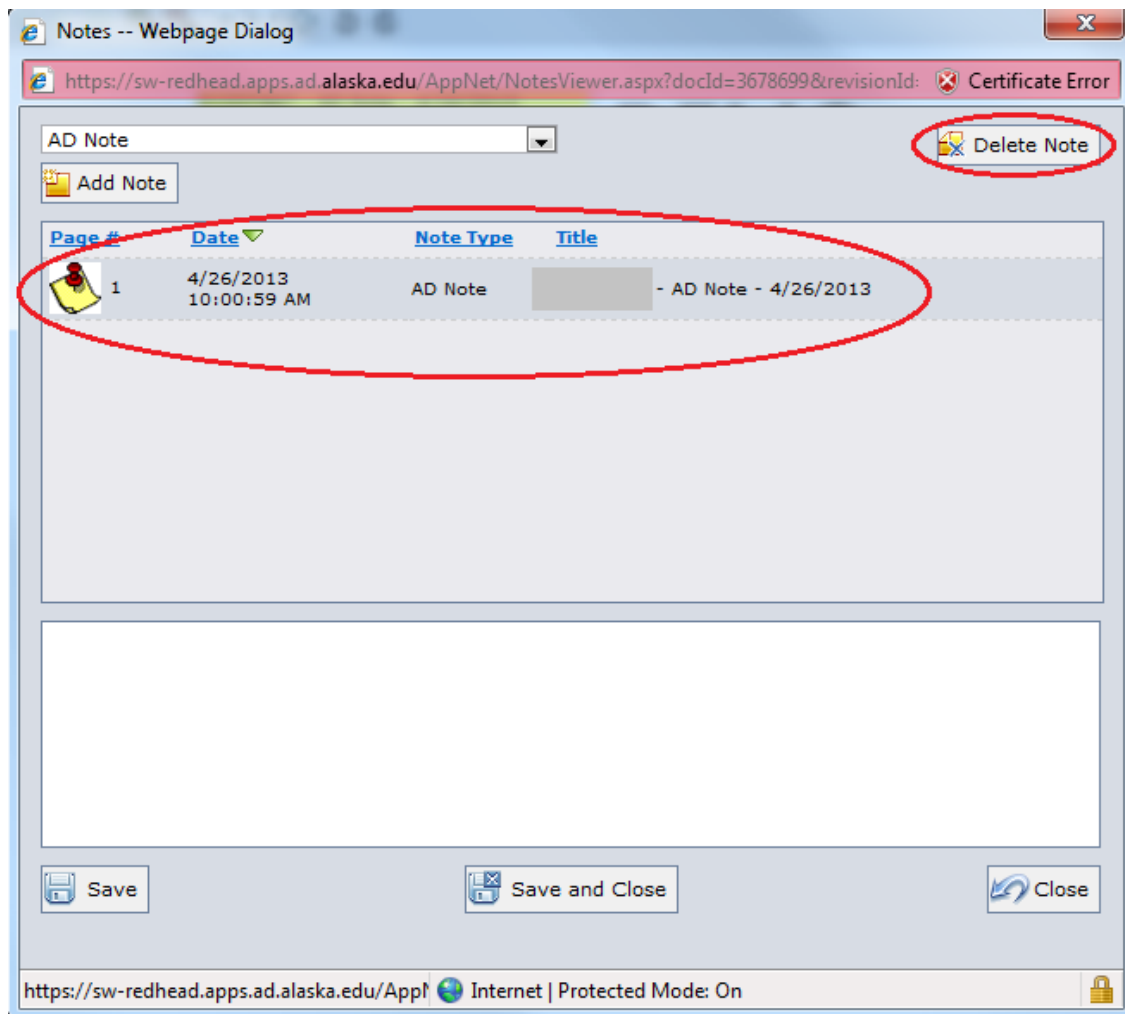 Notes -- Webpage Dialog
https://sw-redhead.apps.ad.alaska.edu/AppNet/NotesViewer.aspx?docId=3678699&revisionId: Certificate Error
AD Note
Delete Note
Add Note
Page # Date Note Type Title
1 4/26/2013 10:00:59 AM AD Note - AD Note - 4/26/2013
Save Save and Close Close
https://sw-redhead.apps.ad.alaska.edu/App Internet | Protected Mode: On